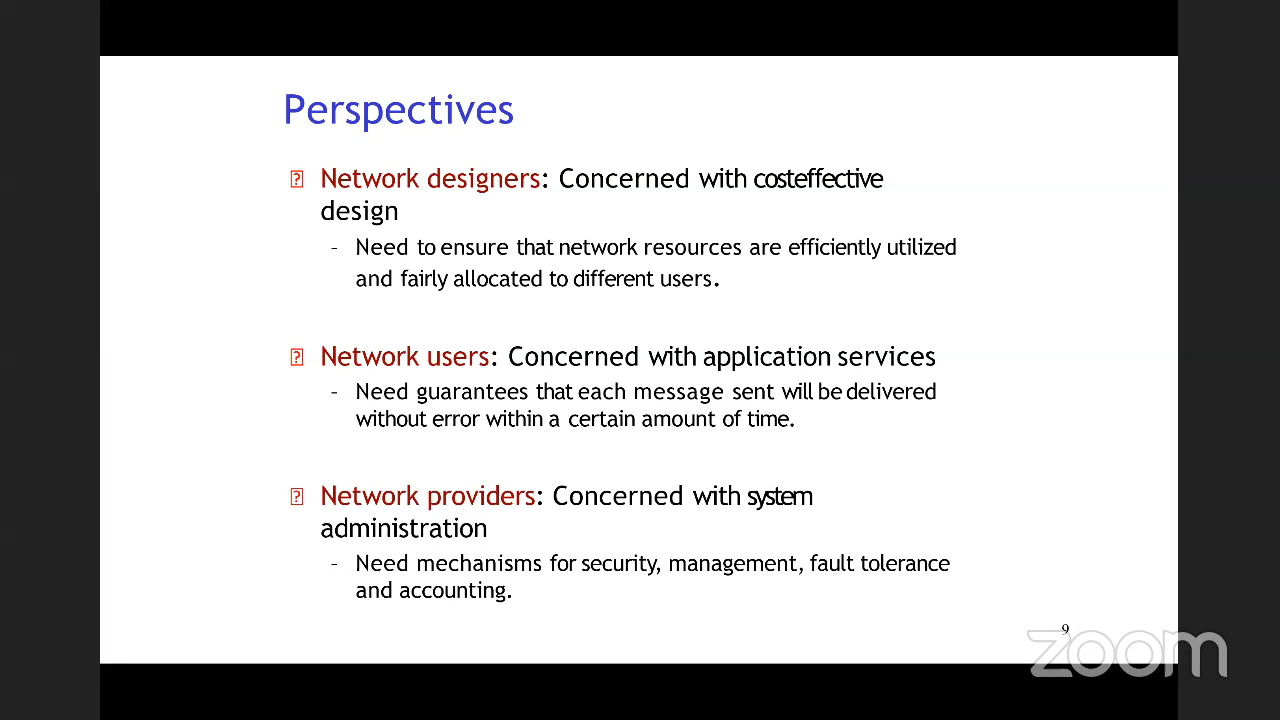 Perspectives
Network designers: Concerned with costeffective
design
– Need to ensure that network resources are efficiently utilized
and fairly allocated to different users.
Network users: Concerned with application services
– Need guarantees that each message sent will be delivered
without error within a certain amount of time.
Network providers: Concerned with system
administration
– Need mechanisms for security, management, fault tolerance
and accounting.
9
zoom